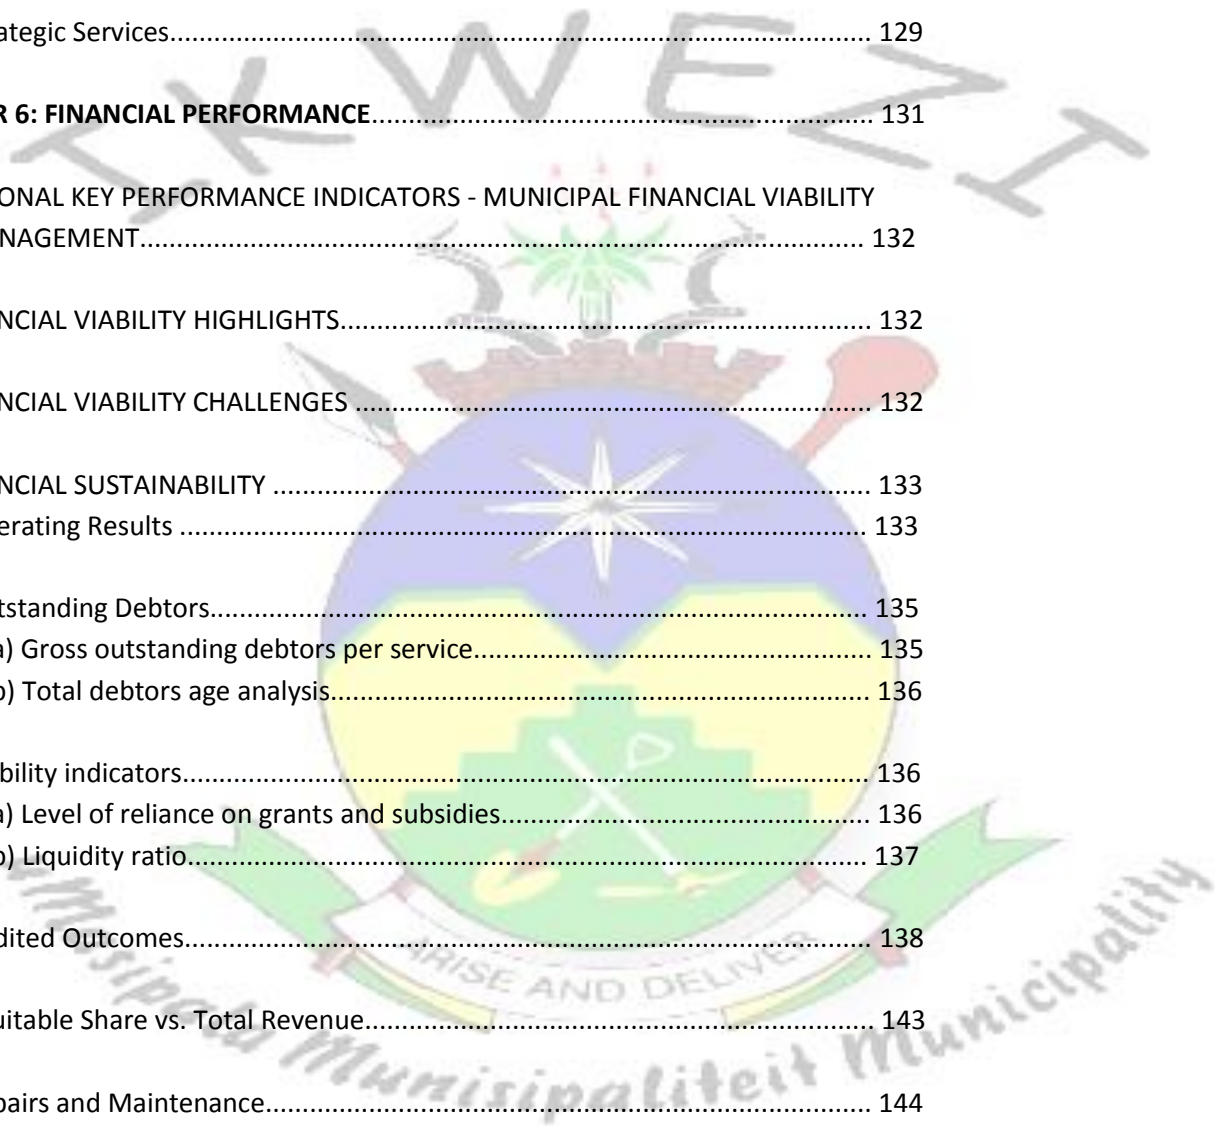 ategic Services.......... 129
R 6: FINANCIAL PERFORMANCE.......... 131
IONAL KEY PERFORMANCE INDICATORS - MUNICIPAL FINANCIAL VIABILITY
NAGEMENT.......... 132
NCIAL VIABILITY HIGHLIGHTS.......... 132
NCIAL VIABILITY CHALLENGES .......... 132
NCIAL SUSTAINABILITY .......... 133
erating Results .......... 133
tstanding Debtors.......... 135
a) Gross outstanding debtors per service.......... 135
b) Total debtors age analysis.......... 136
bility indicators.......... 136
a) Level of reliance on grants and subsidies.......... 136
b) Liquidity ratio.......... 137
dited Outcomes.......... 138
uitable Share vs. Total Revenue.......... 143
pairs and Maintenance.......... 144
IKWEZI
ARISE AND DELIVER
uMasipala Munisipaliteit Municipality